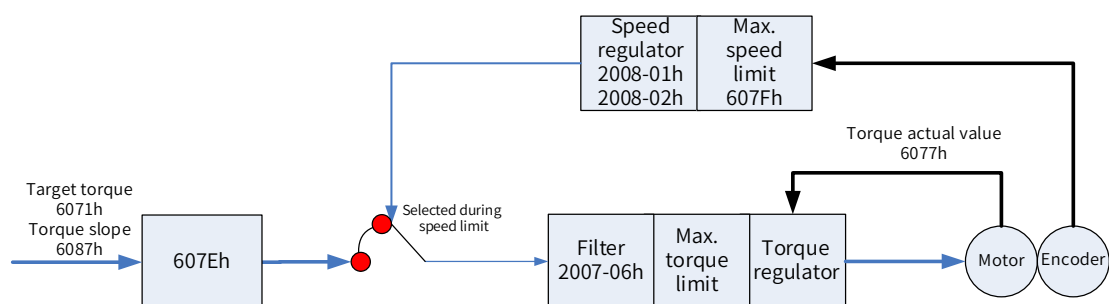 Speed
regulator
2008-01h
2008-02h
Max.
speed
limit
607Fh
Torque actual value
6077h
Target torque
6071h
Torque slope
6087h
607Eh
Selected during
speed limit
Filter
2007-06h
Max.
torque
limit
Torque
regulator
Motor
Encoder